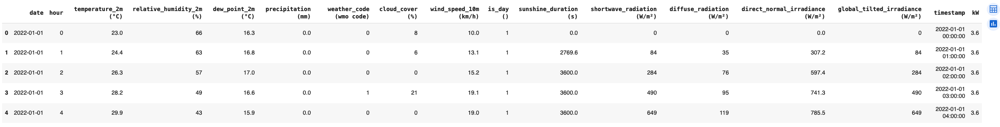 date hour temperature_2m (°C) relative_humidity_2m (%) dew_point_2m (°C) precipitation (mm) weather_code (wmo code) cloud_cover (%) wind_speed_10m (km/h) is_day () sunshine_duration (s) shortwave_radiation (W/m²) diffuse_radiation (W/m²) direct_normal_irradiance (W/m²) global_tilted_irradiance (W/m²) timestamp kW
0 2022-01-01 0 23.0 66 16.3 0.0 0 8 10.0 1 0.0 0 0 0.0 0 2022-01-01 00:00:00 3.6
1 2022-01-01 1 24.4 63 16.8 0.0 0 6 13.1 1 2769.6 84 35 307.2 84 2022-01-01 01:00:00 3.6
2 2022-01-01 2 26.3 57 17.0 0.0 0 0 15.2 1 3600.0 284 76 597.4 284 2022-01-01 02:00:00 3.6
3 2022-01-01 3 28.2 49 16.6 0.0 1 21 19.1 1 3600.0 490 95 741.3 490 2022-01-01 03:00:00 3.6
4 2022-01-01 4 29.9 43 15.9 0.0 0 0 19.0 1 3600.0 649 119 785.5 649 2022-01-01 04:00:00 3.6